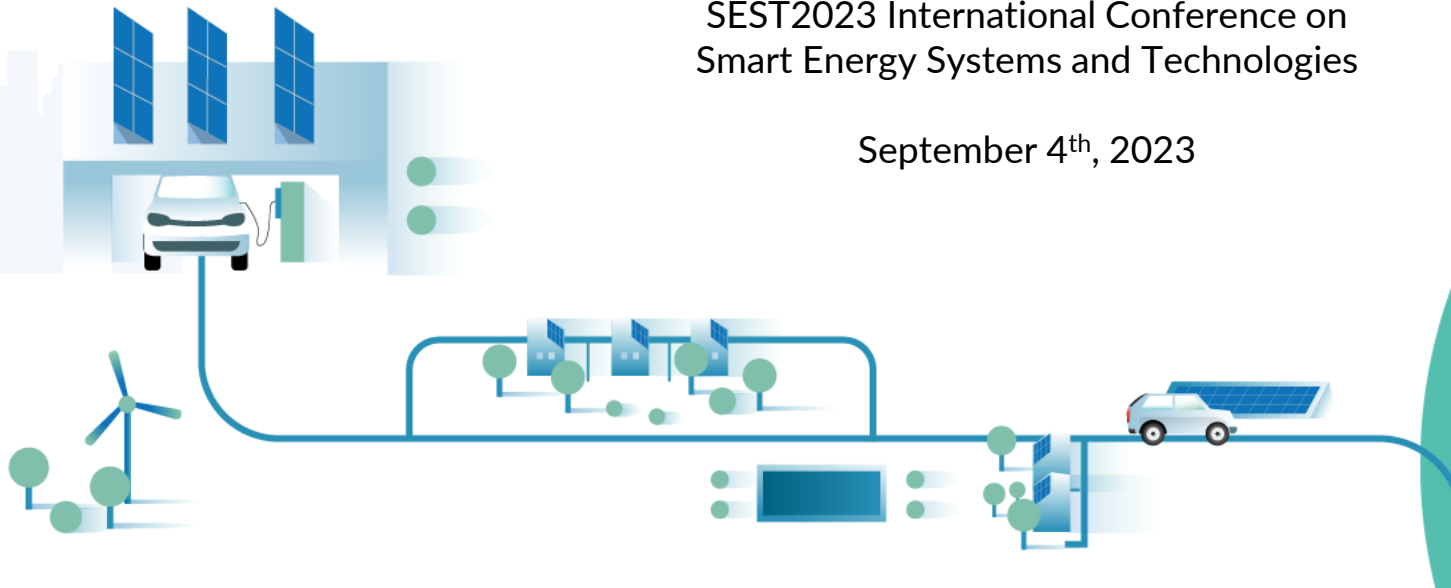 SEST2023 International Conference on
Smart Energy Systems and Technologies
September 4th, 2023